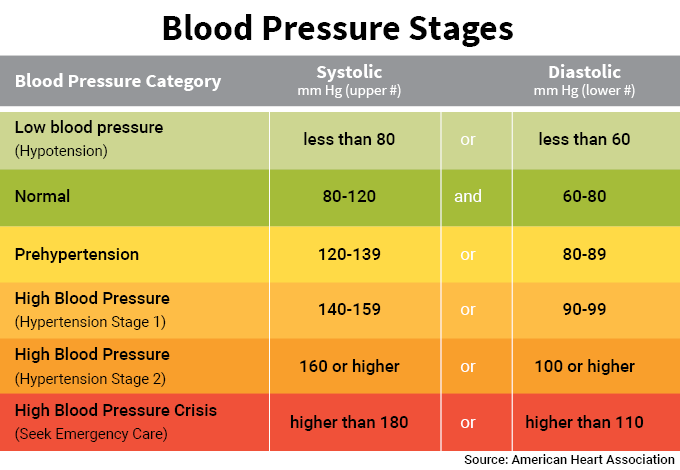 Blood Pressure Stages
Blood Pressure Category
Systolic
mm Hg (upper #)
Diastolic
mm Hg (lower #)
Low blood pressure
(Hypotension)
less than 80
or
less than 60
Normal
80-120
and
60-80
Prehypertension
120-139
or
80-89
High Blood Pressure
(Hypertension Stage 1)
140-159
or
90-99
High Blood Pressure
(Hypertension Stage 2)
160 or higher
or
100 or higher
High Blood Pressure Crisis
(Seek Emergency Care)
higher than 180
or
higher than 110
Source: American Heart Association